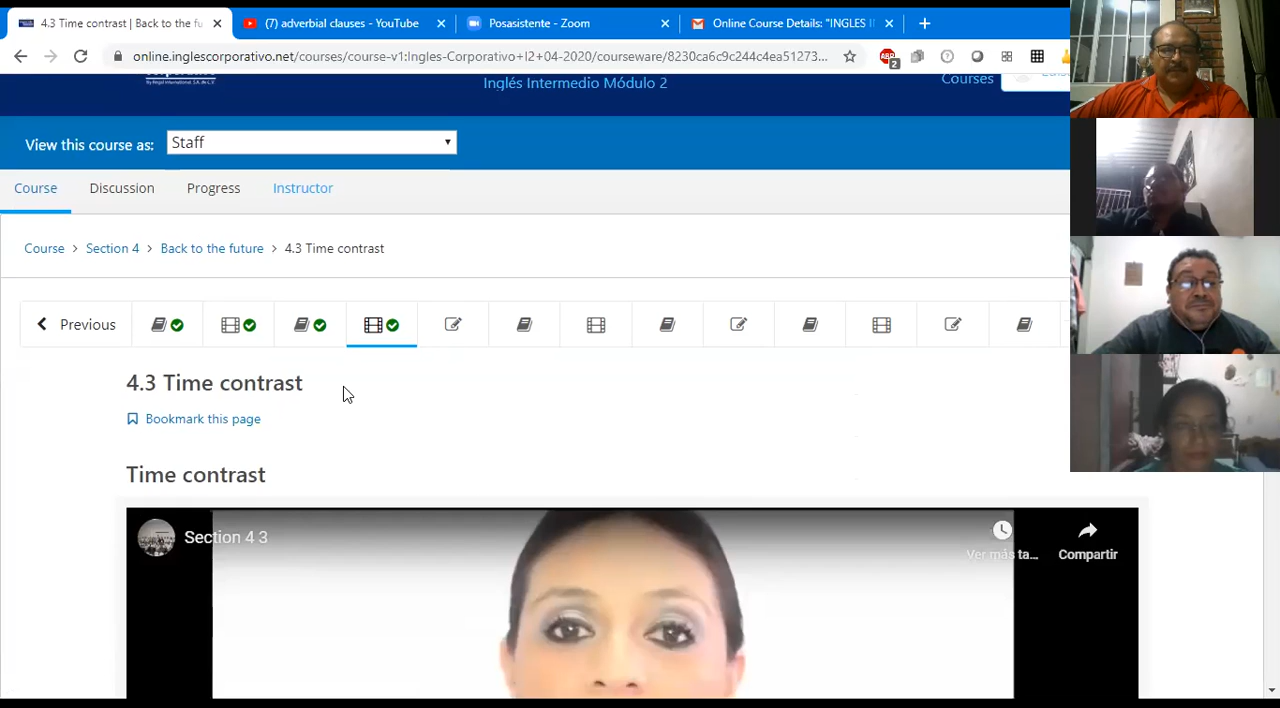 4.3 Time contrast | Back to the fu
(7) adverbial clauses - YouTube
Posasistente - Zoom
Online Course Details: "INGLES I
online.inglescorporativo.net/courses/course-v1:Ingles-Corporativo+I2+04-2020/courseware/8230ca6c9c244c4ea51273...
2
Inglés Intermedio Módulo 2
Courses
View this course as:
Staff
Course
Discussion
Progress
Instructor
Course > Section 4 > Back to the future > 4.3 Time contrast
Previous
4.3 Time contrast
Bookmark this page
Time contrast
Section 4 3
Ver más ta...
Compartir